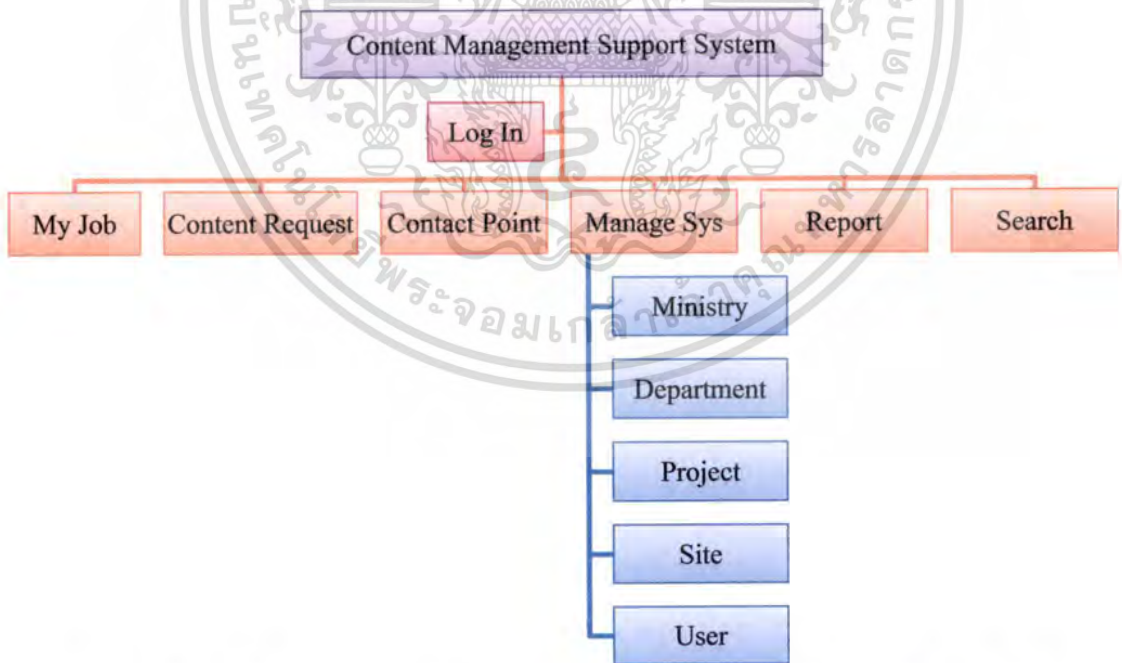 Content Management Support System
Log In
My Job
Content Request
Contact Point
Manage Sys
Report
Search
Ministry
Department
Project
Site
User